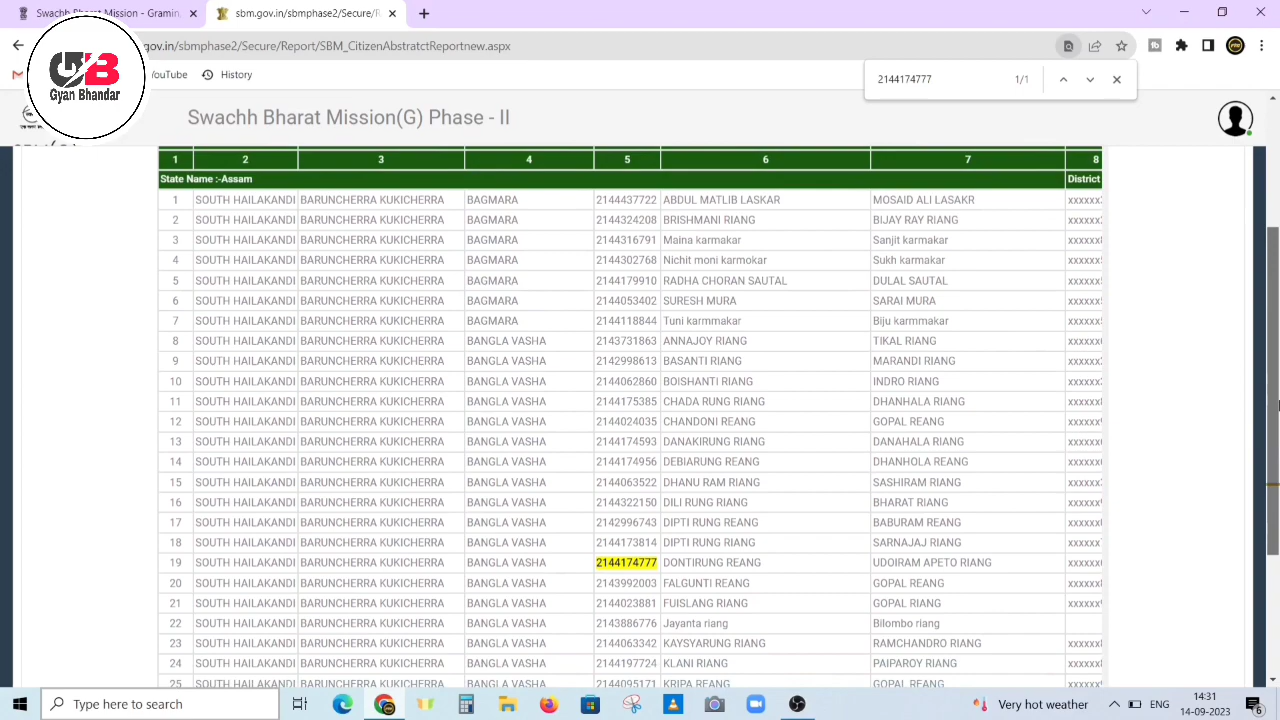 Swachh Bharat Mission - Gramin
sbm.gov.in/sbmphase2/Secure/Repo
gov.in/sbmphase2/Secure/Report/SBM_CitizenAbstratctReportnew.aspx
YouTube History
2144174777 1/1
GB
Gyan Bhandar
Swachh Bharat Mission(G) Phase - II
1 2 3 4 5 6 7 8
State Name :-Assam District
1 SOUTH HAILAKANDI BARUNCHERRA KUKICHERRA BAGMARA 2144437722 ABDUL MATLIB LASKAR MOSAID ALI LASAKR
2 SOUTH HAILAKANDI BARUNCHERRA KUKICHERRA BAGMARA 2144324208 BRISHMANI RIANG BIJAY RAY RIANG
3 SOUTH HAILAKANDI BARUNCHERRA KUKICHERRA BAGMARA 2144316791 Maina karmakar Sanjit karmakar
4 SOUTH HAILAKANDI BARUNCHERRA KUKICHERRA BAGMARA 2144302768 Nichit moni karmokar Sukh karmakar
5 SOUTH HAILAKANDI BARUNCHERRA KUKICHERRA BAGMARA 2144179910 RADHA CHORAN SAUTAL DULAL SAUTAL
6 SOUTH HAILAKANDI BARUNCHERRA KUKICHERRA BAGMARA 2144053402 SURESH MURA SARAI MURA
7 SOUTH HAILAKANDI BARUNCHERRA KUKICHERRA BAGMARA 2144118844 Tuni karmmakar Biju karmmakar
8 SOUTH HAILAKANDI BARUNCHERRA KUKICHERRA BANGLA VASHA 2143731863 ANNAJOY RIANG TIKAL RIANG
9 SOUTH HAILAKANDI BARUNCHERRA KUKICHERRA BANGLA VASHA 2142998613 BASANTI RIANG MARANDI RIANG
10 SOUTH HAILAKANDI BARUNCHERRA KUKICHERRA BANGLA VASHA 2144062860 BOISHANTI RIANG INDRO RIANG
11 SOUTH HAILAKANDI BARUNCHERRA KUKICHERRA BANGLA VASHA 2144175385 CHADA RUNG RIANG DHANHALA RIANG
12 SOUTH HAILAKANDI BARUNCHERRA KUKICHERRA BANGLA VASHA 2144024035 CHANDONI REANG GOPAL REANG
13 SOUTH HAILAKANDI BARUNCHERRA KUKICHERRA BANGLA VASHA 2144174593 DANAKIRUNG RIANG DANAHALA RIANG
14 SOUTH HAILAKANDI BARUNCHERRA KUKICHERRA BANGLA VASHA 2144174956 DEBIARUNG REANG DHANHOLA REANG
15 SOUTH HAILAKANDI BARUNCHERRA KUKICHERRA BANGLA VASHA 2144063522 DHANU RAM RIANG SASHIRAM RIANG
16 SOUTH HAILAKANDI BARUNCHERRA KUKICHERRA BANGLA VASHA 2144322150 DILI RUNG RIANG BHARAT RIANG
17 SOUTH HAILAKANDI BARUNCHERRA KUKICHERRA BANGLA VASHA 2142996743 DIPTI RUNG REANG BABURAM REANG
18 SOUTH HAILAKANDI BARUNCHERRA KUKICHERRA BANGLA VASHA 2144173814 DIPTI RUNG RIANG SARNAJAJ RIANG
19 SOUTH HAILAKANDI BARUNCHERRA KUKICHERRA BANGLA VASHA 2144174777 DONTIRUNG REANG UDOIRAM APETO RIANG
20 SOUTH HAILAKANDI BARUNCHERRA KUKICHERRA BANGLA VASHA 2143992003 FALGUNTI REANG GOPAL REANG
21 SOUTH HAILAKANDI BARUNCHERRA KUKICHERRA BANGLA VASHA 2144023881 FUISLANG RIANG GOPAL RIANG
22 SOUTH HAILAKANDI BARUNCHERRA KUKICHERRA BANGLA VASHA 2143886776 Jayanta riang Bilombo riang
23 SOUTH HAILAKANDI BARUNCHERRA KUKICHERRA BANGLA VASHA 2144063342 KAYSYARUNG RIANG RAMCHANDRO RIANG
24 SOUTH HAILAKANDI BARUNCHERRA KUKICHERRA BANGLA VASHA 2144197724 KLANI RIANG PAIPAROY RIANG
25 SOUTH HAILAKANDI BARUNCHERRA KUKICHERRA BANGLA VASHA 2144095171 KRIPA REANG GOPAL REANG
Type here to search Very hot weather ENG 14:31
14-09-2023 6